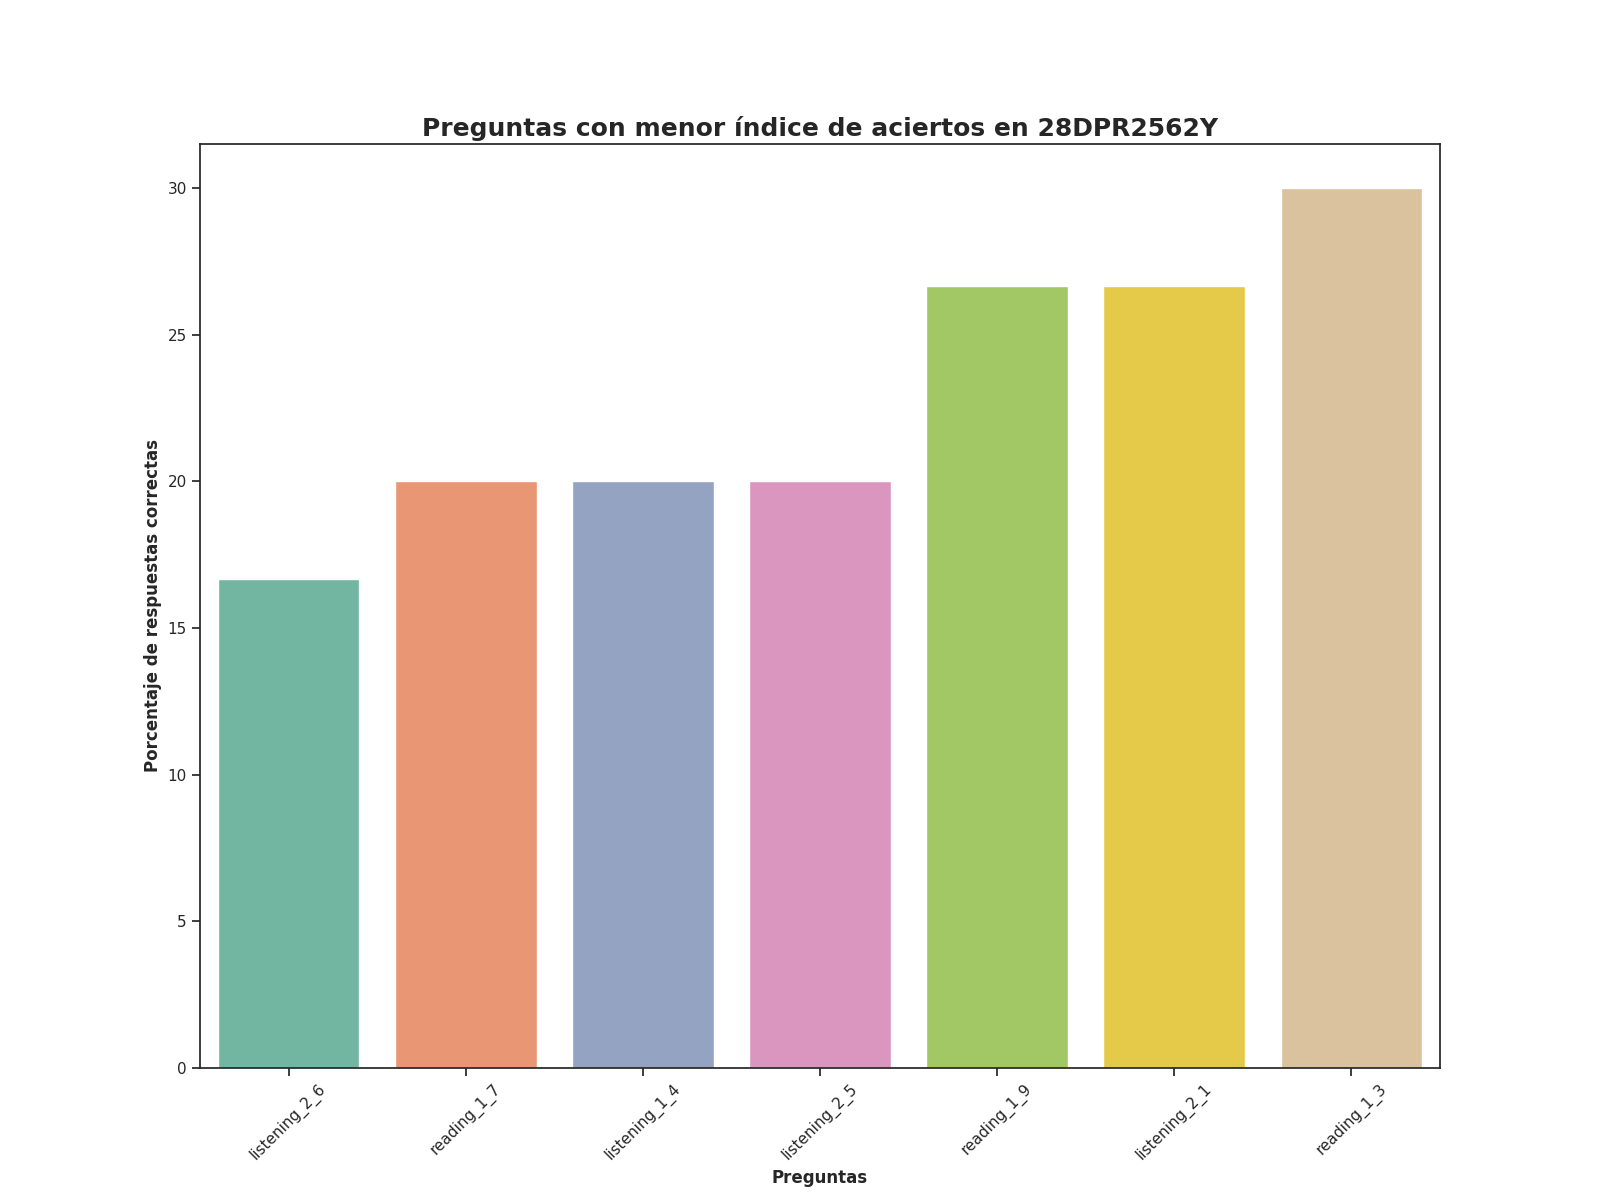 Preguntas con menor índice de aciertos en 28DPR2562Y
Porcentaje de respuestas correctas
30
25
20
15
10
5
0
listening_2_6
reading_1_7
listening_1_4
listening_2_5
reading_1_9
listening_2_1
reading_1_3
Preguntas